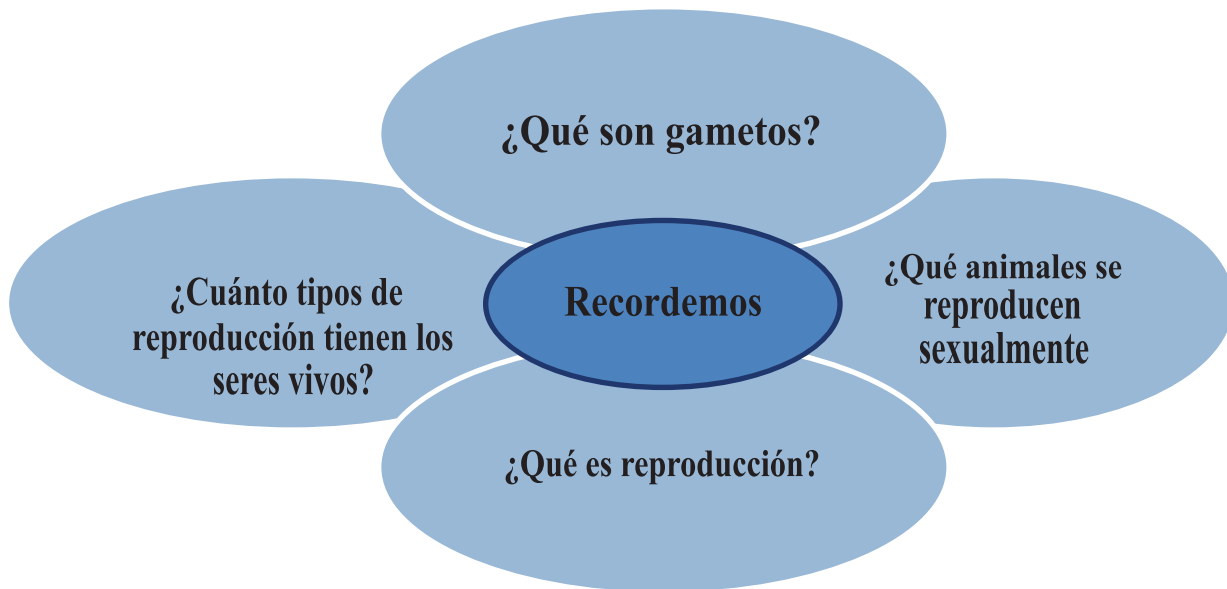 ¿Qué son gametos?
¿Cuánto tipos de
reproducción tienen los
seres vivos?
Recordemos
¿Qué animales se
reproducen
sexualmente
¿Qué es reproducción?